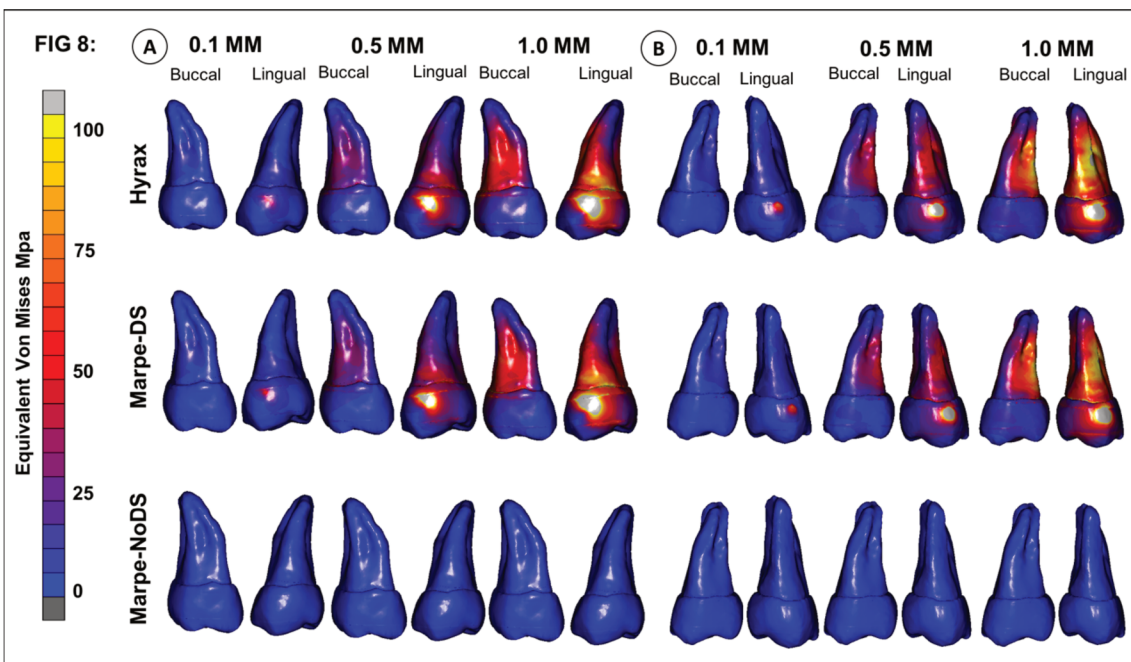 FIG 8:
A 0.1 MM 0.5 MM 1.0 MM B 0.1 MM 0.5 MM 1.0 MM
Buccal Lingual Buccal Lingual Buccal Lingual Buccal Lingual Buccal Lingual Buccal Lingual
Equivalent Von Mises Mpa
100
75
50
25
0
Hyrax
Marpe-DS
Marpe-NoDS